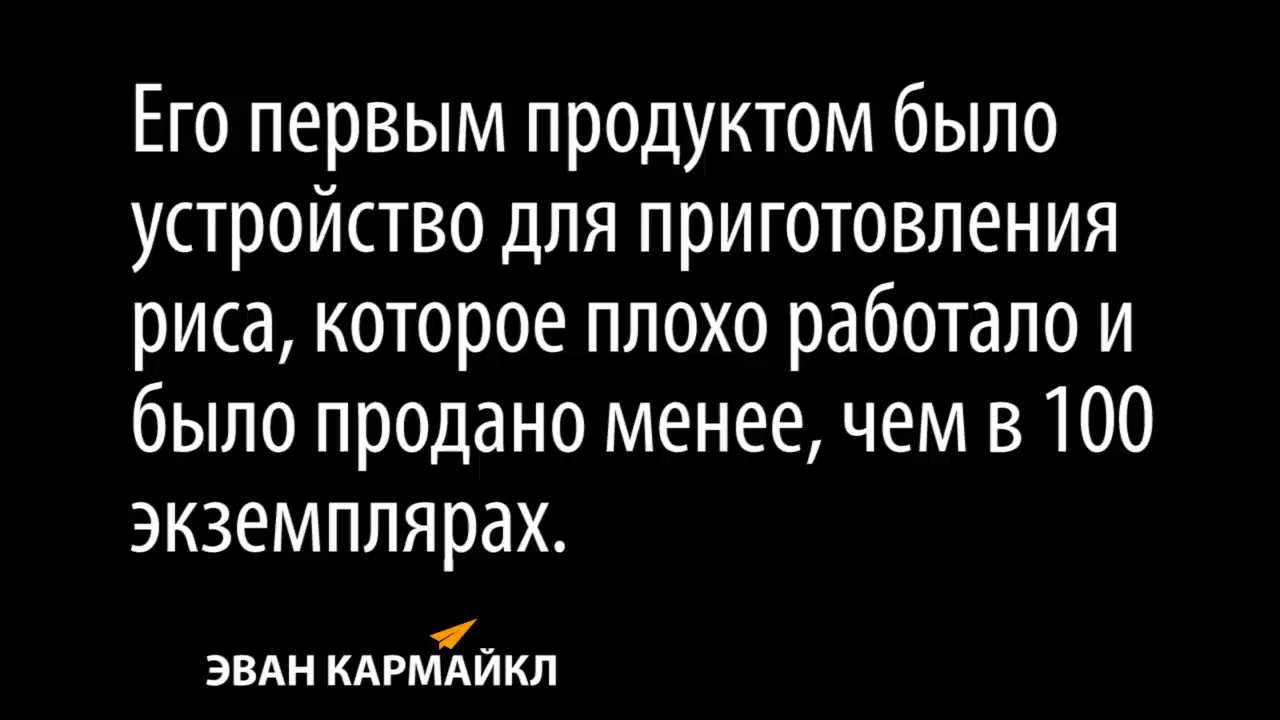 Его первым продуктом было
устройство для приготовления
риса, которое плохо работало и
было продано менее, чем в 100
экземплярах.
ЭВАН КАРМАЙКЛ